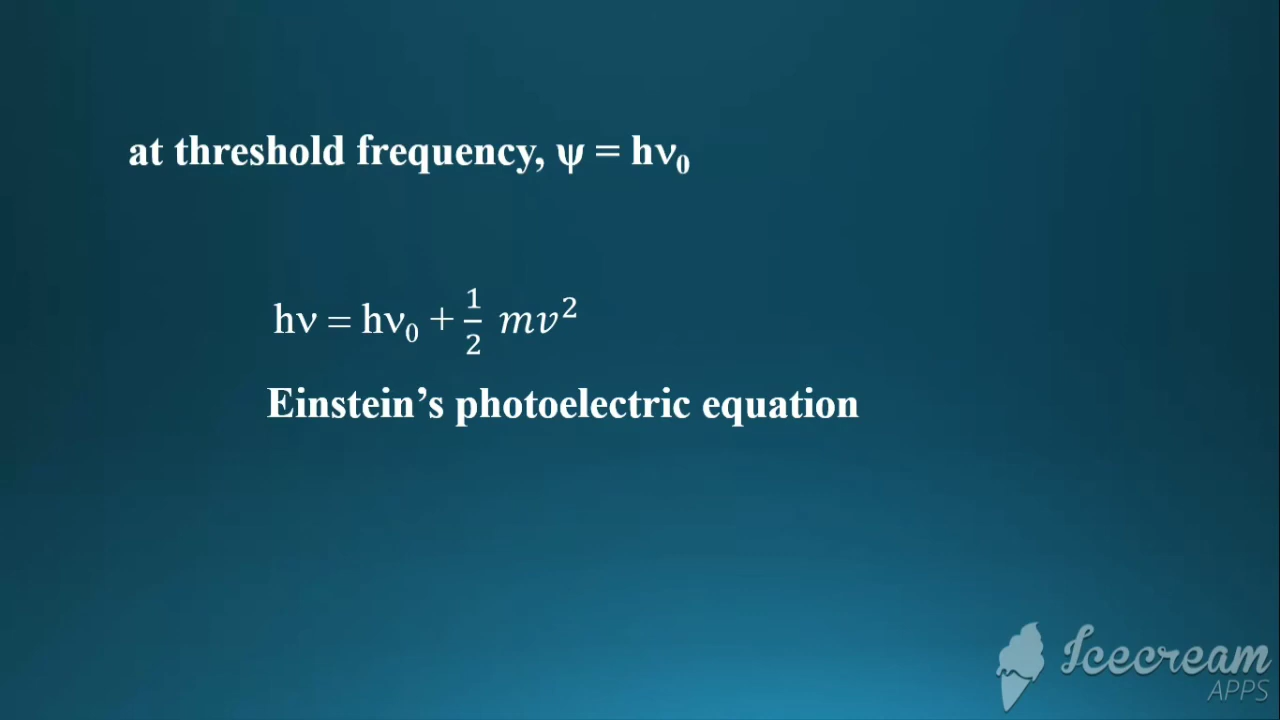 at threshold frequency, ψ = hν₀
hν = hν₀ + ½ 𝑚𝑣²
Einstein’s photoelectric equation
Icecream
APPS